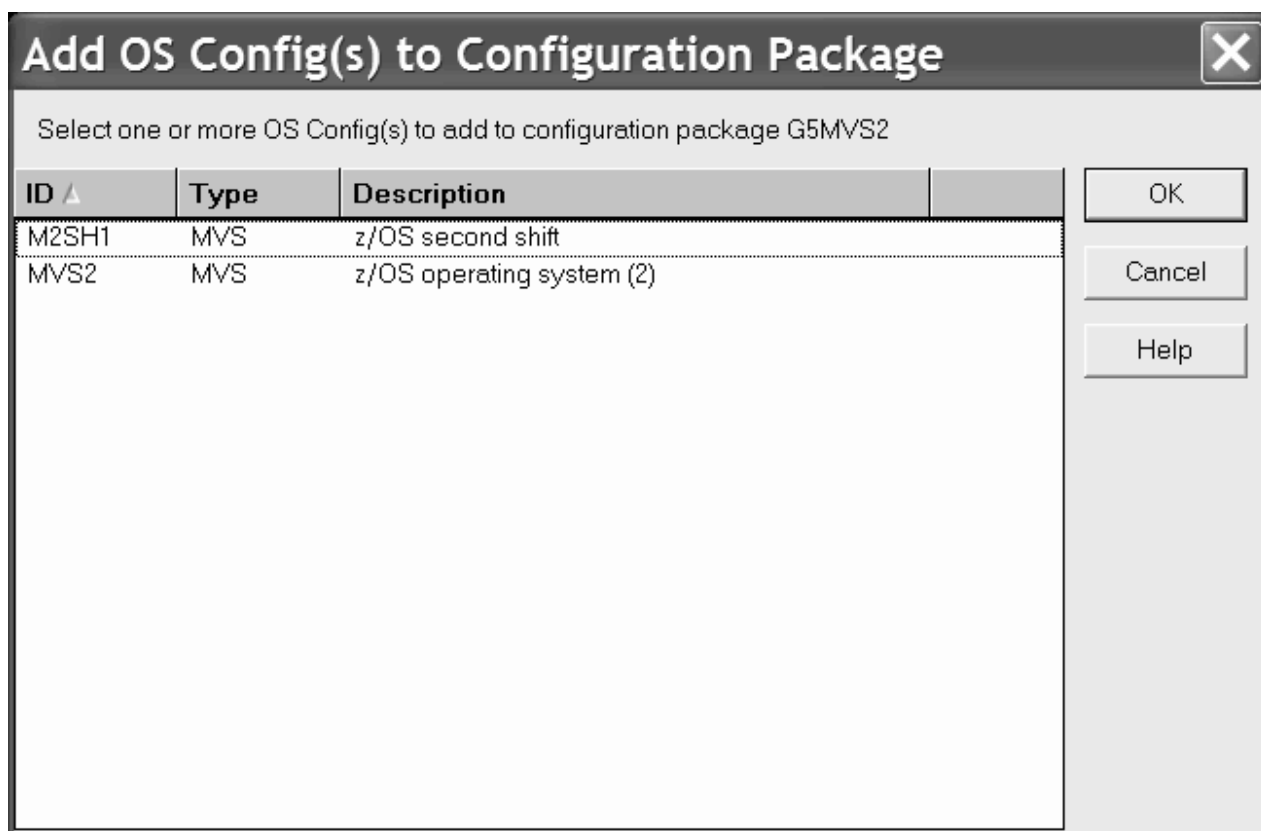 Add OS Config(s) to Configuration Package
Select one or more OS Config(s) to add to configuration package G5MVS2
ID Type Description
M2SH1 MVS z/OS second shift
MVS2 MVS z/OS operating system (2)
OK
Cancel
Help